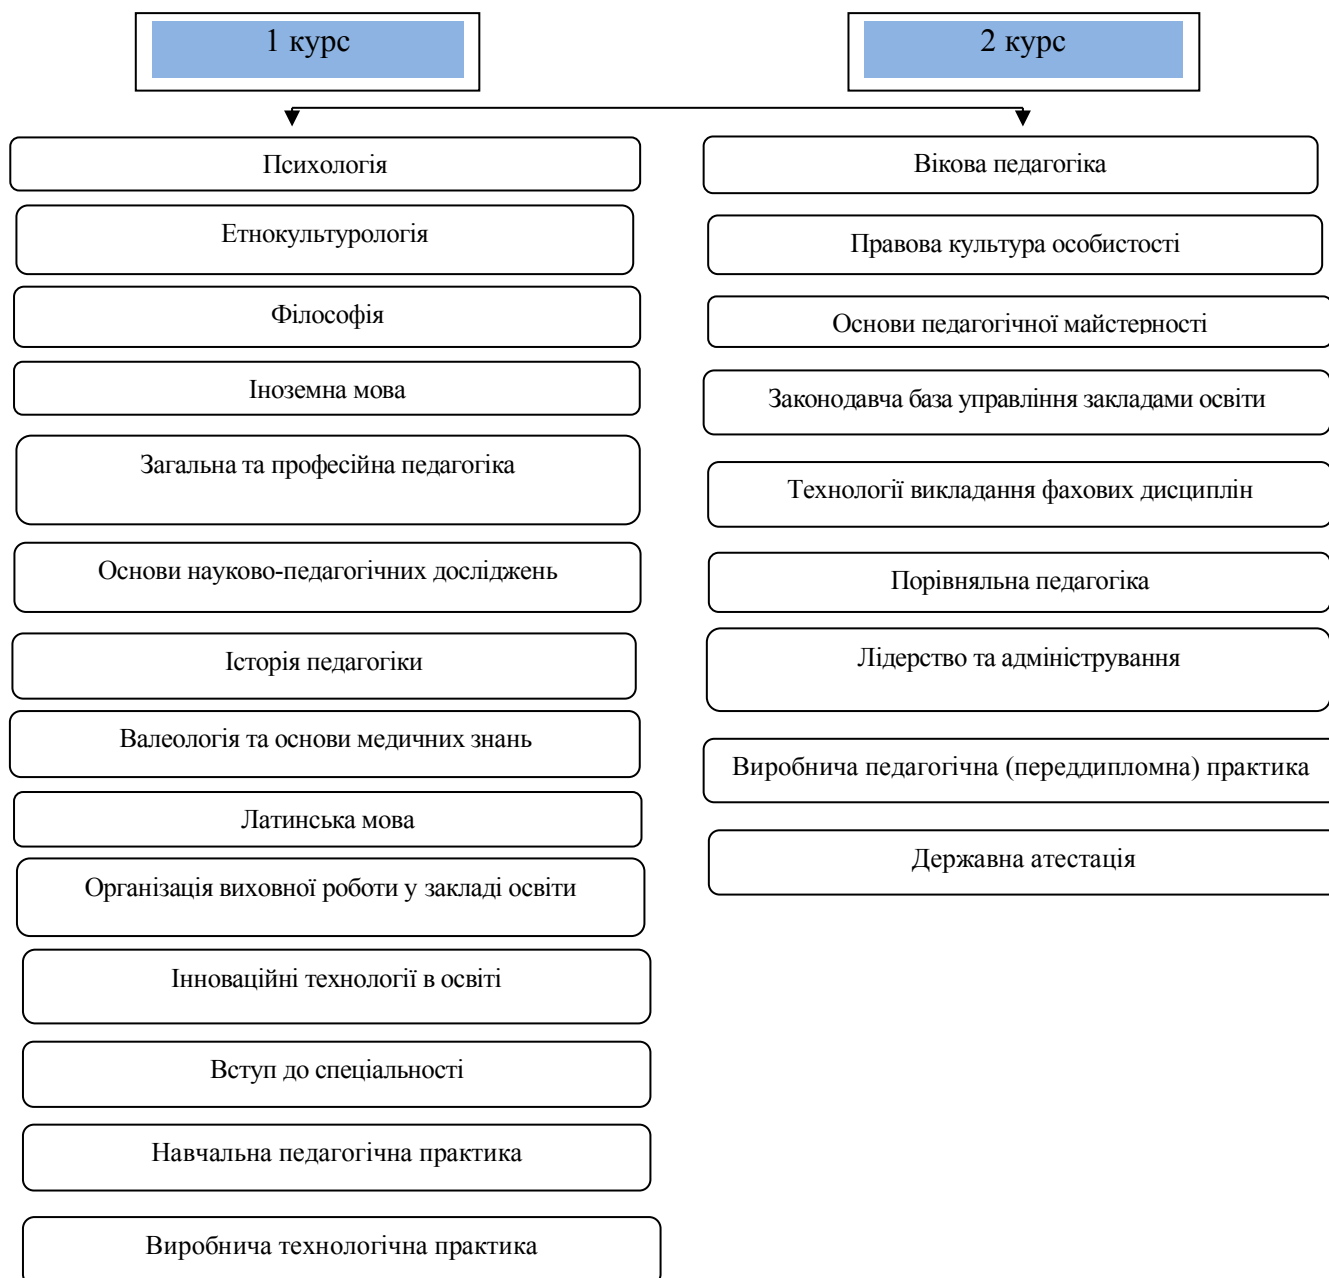 1 курс
2 курс
Психологія
Етнокультурологія
Філософія
Іноземна мова
Загальна та професійна педагогіка
Основи науково-педагогічних досліджень
Історія педагогіки
Валеологія та основи медичних знань
Латинська мова
Організація виховної роботи у закладі освіти
Інноваційні технології в освіті
Вступ до спеціальності
Навчальна педагогічна практика
Виробнича технологічна практика
Вікова педагогіка
Правова культура особистості
Основи педагогічної майстерності
Законодавча база управління закладами освіти
Технології викладання фахових дисциплін
Порівняльна педагогіка
Лідерство та адміністрування
Виробнича педагогічна (переддипломна) практика
Державна атестація